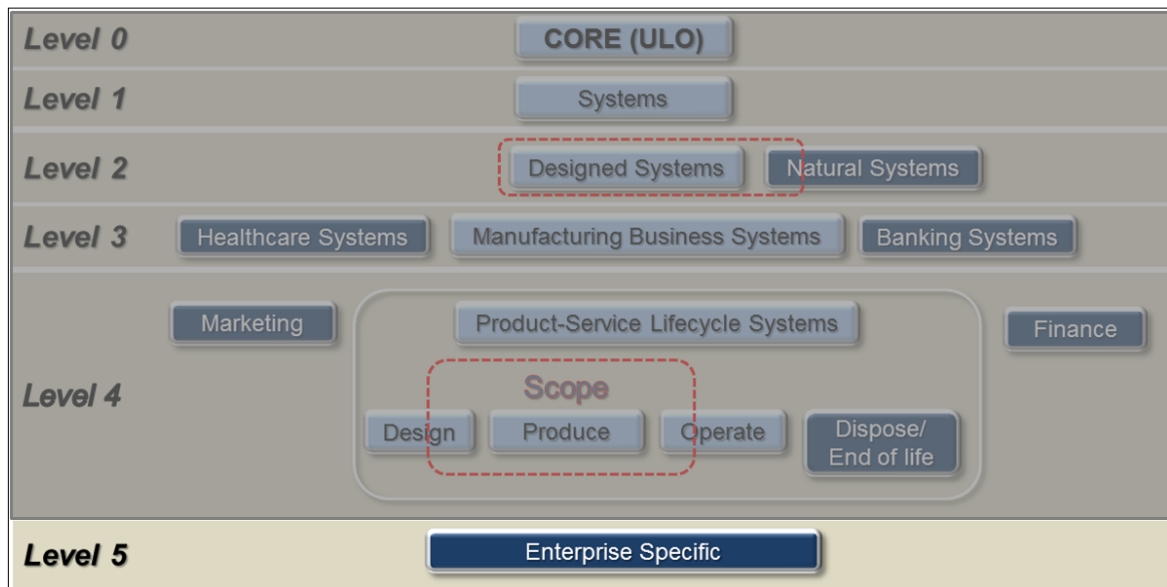 Level 0
CORE (ULO)
Level 1
Systems
Level 2
Designed Systems
Natural Systems
Level 3
Healthcare Systems
Manufacturing Business Systems
Banking Systems
Level 4
Marketing
Product-Service Lifecycle Systems
Finance
Scope
Design
Produce
Operate
Dispose/
End of life
Level 5
Enterprise Specific